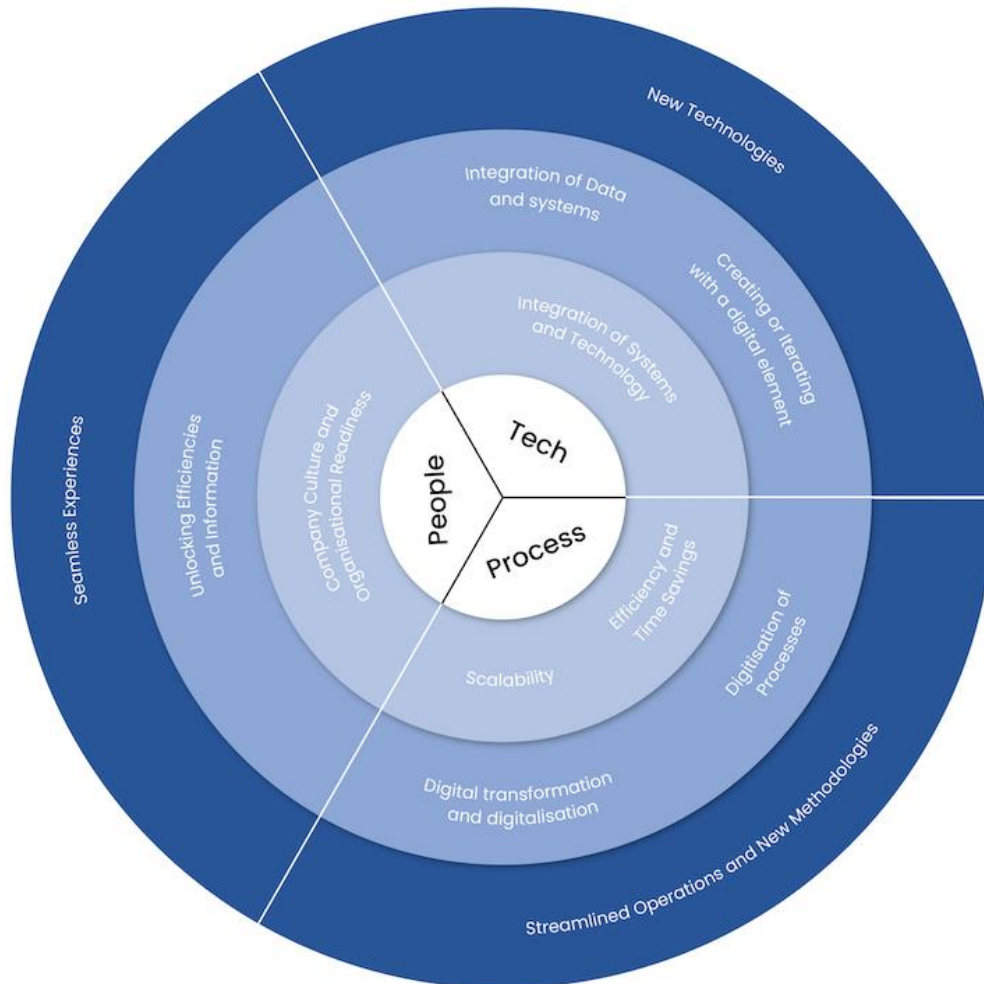 New Technologies
Integration of Data
and systems
Creating or Iterating
with a digital element
Integration of Systems
and Technology
Tech
People
Process
Company Culture and
Organisational Readiness
Unlocking Efficiencies
and Information
Seamless Experiences
Efficiency and
Time Savings
Scalability
Digitisation of
Processes
Digital transformation
and digitalisation
Streamlined Operations and New Methodologies